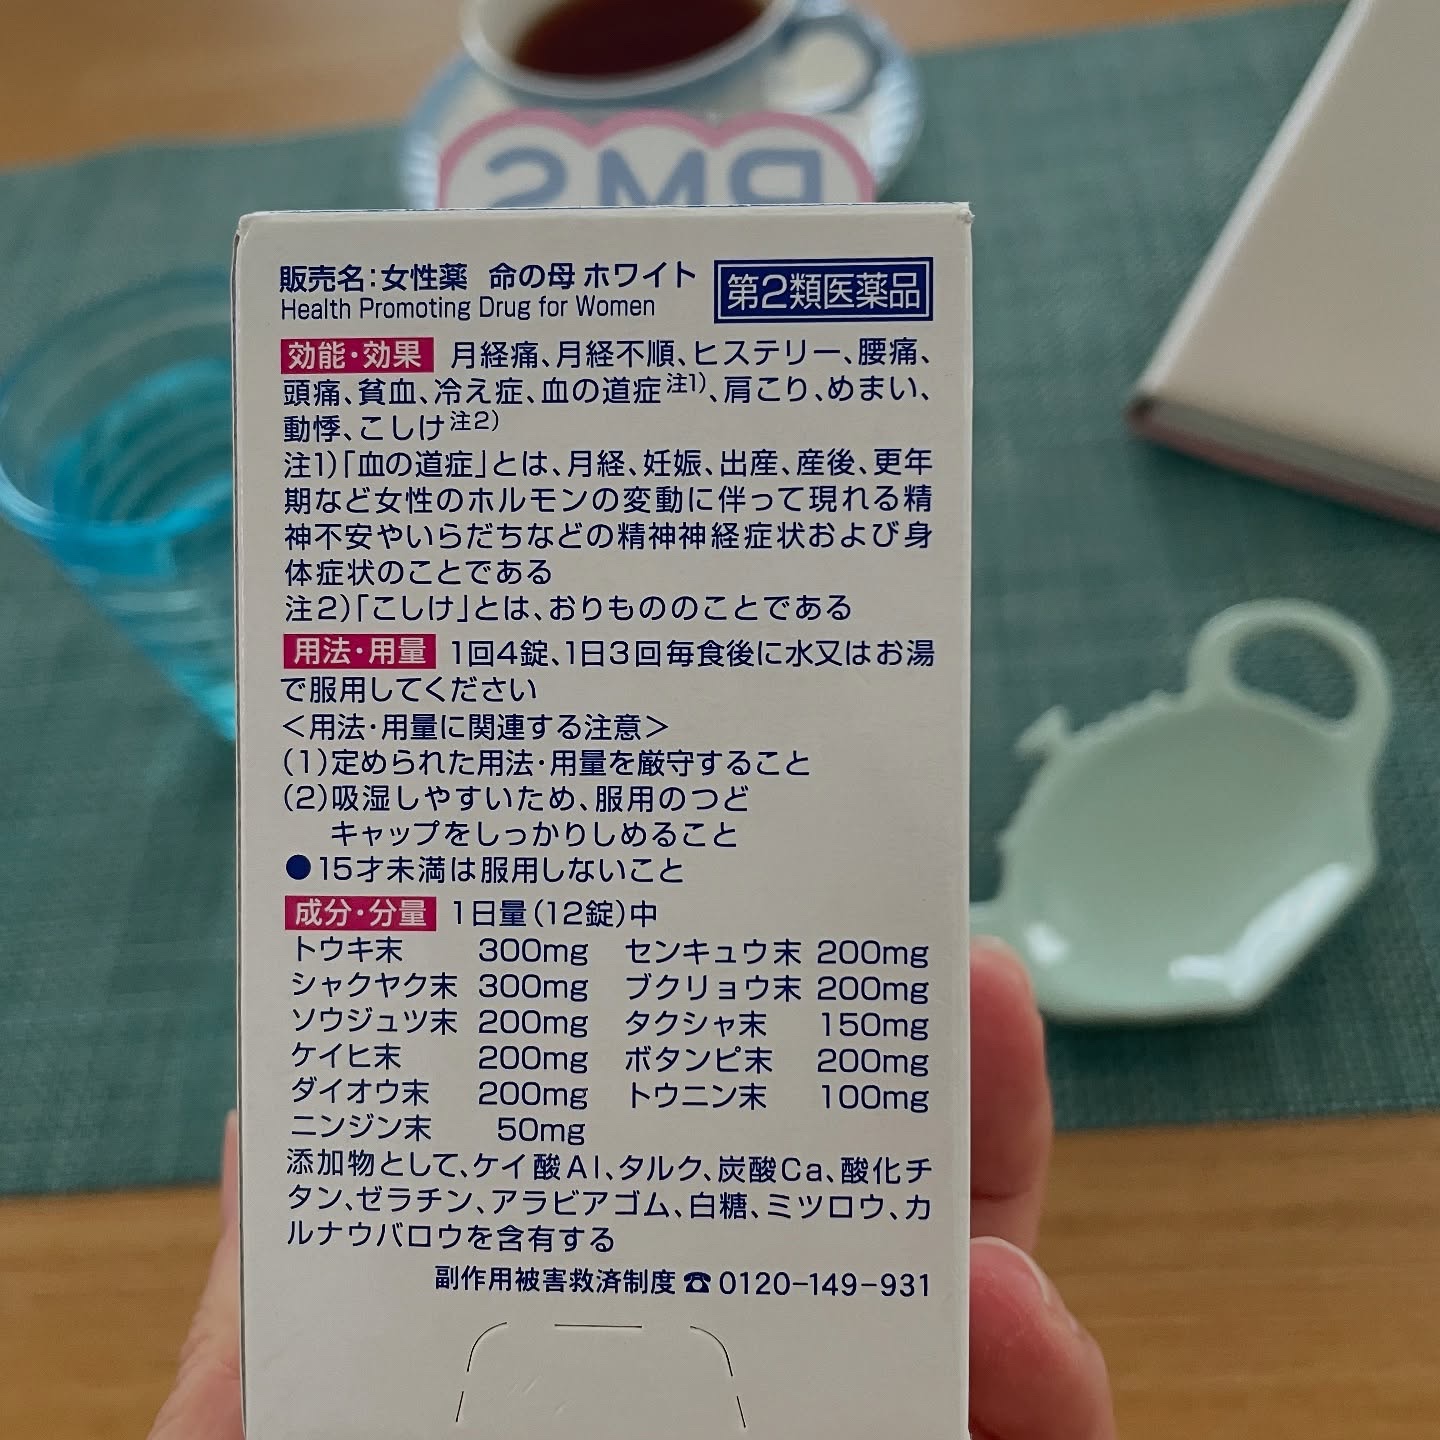 PMS
販売名:女性薬 命の母 ホワイト
Health Promoting Drug for Women
第2類医薬品
効能・効果 月経痛、月経不順、ヒステリー、腰痛、
頭痛、貧血、冷え症、血の道症注1)、肩こり、めまい、
動悸、こしけ注2)
注1)「血の道症」とは、月経、妊娠、出産、産後、更年
期など女性のホルモンの変動に伴って現れる精
神不安やいらだちなどの精神神経症状および身
体症状のことである
注2)「こしけ」とは、おりもののことである
用法・用量 1回4錠、1日3回毎食後に水又はお湯
で服用してください
<用法・用量に関連する注意>
(1)定められた用法・用量を厳守すること
(2)吸湿しやすいため、服用のつど
キャップをしっかりしめること
●15才未満は服用しないこと
成分・分量 1日量(12錠)中
トウキ末 300mg センキュウ末 200mg
シャクヤク末 300mg ブクリョウ末 200mg
ソウジュツ末 200mg タクシャ末 150mg
ケイヒ末 200mg ボタンピ末 200mg
ダイオウ末 200mg トウニン末 100mg
ニンジン末 50mg
添加物として、ケイ酸Al、タルク、炭酸Ca、酸化チ
タン、ゼラチン、アラビアゴム、白糖、ミツロウ、カ
ルナウバロウを含有する
副作用被害救済制度☎0120-149-931